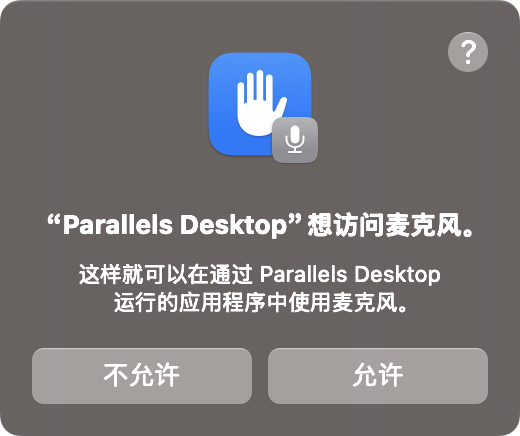 ?
“Parallels Desktop”想访问麦克风。
这样就可以在通过 Parallels Desktop
运行的应用程序中使用麦克风。
不允许
允许